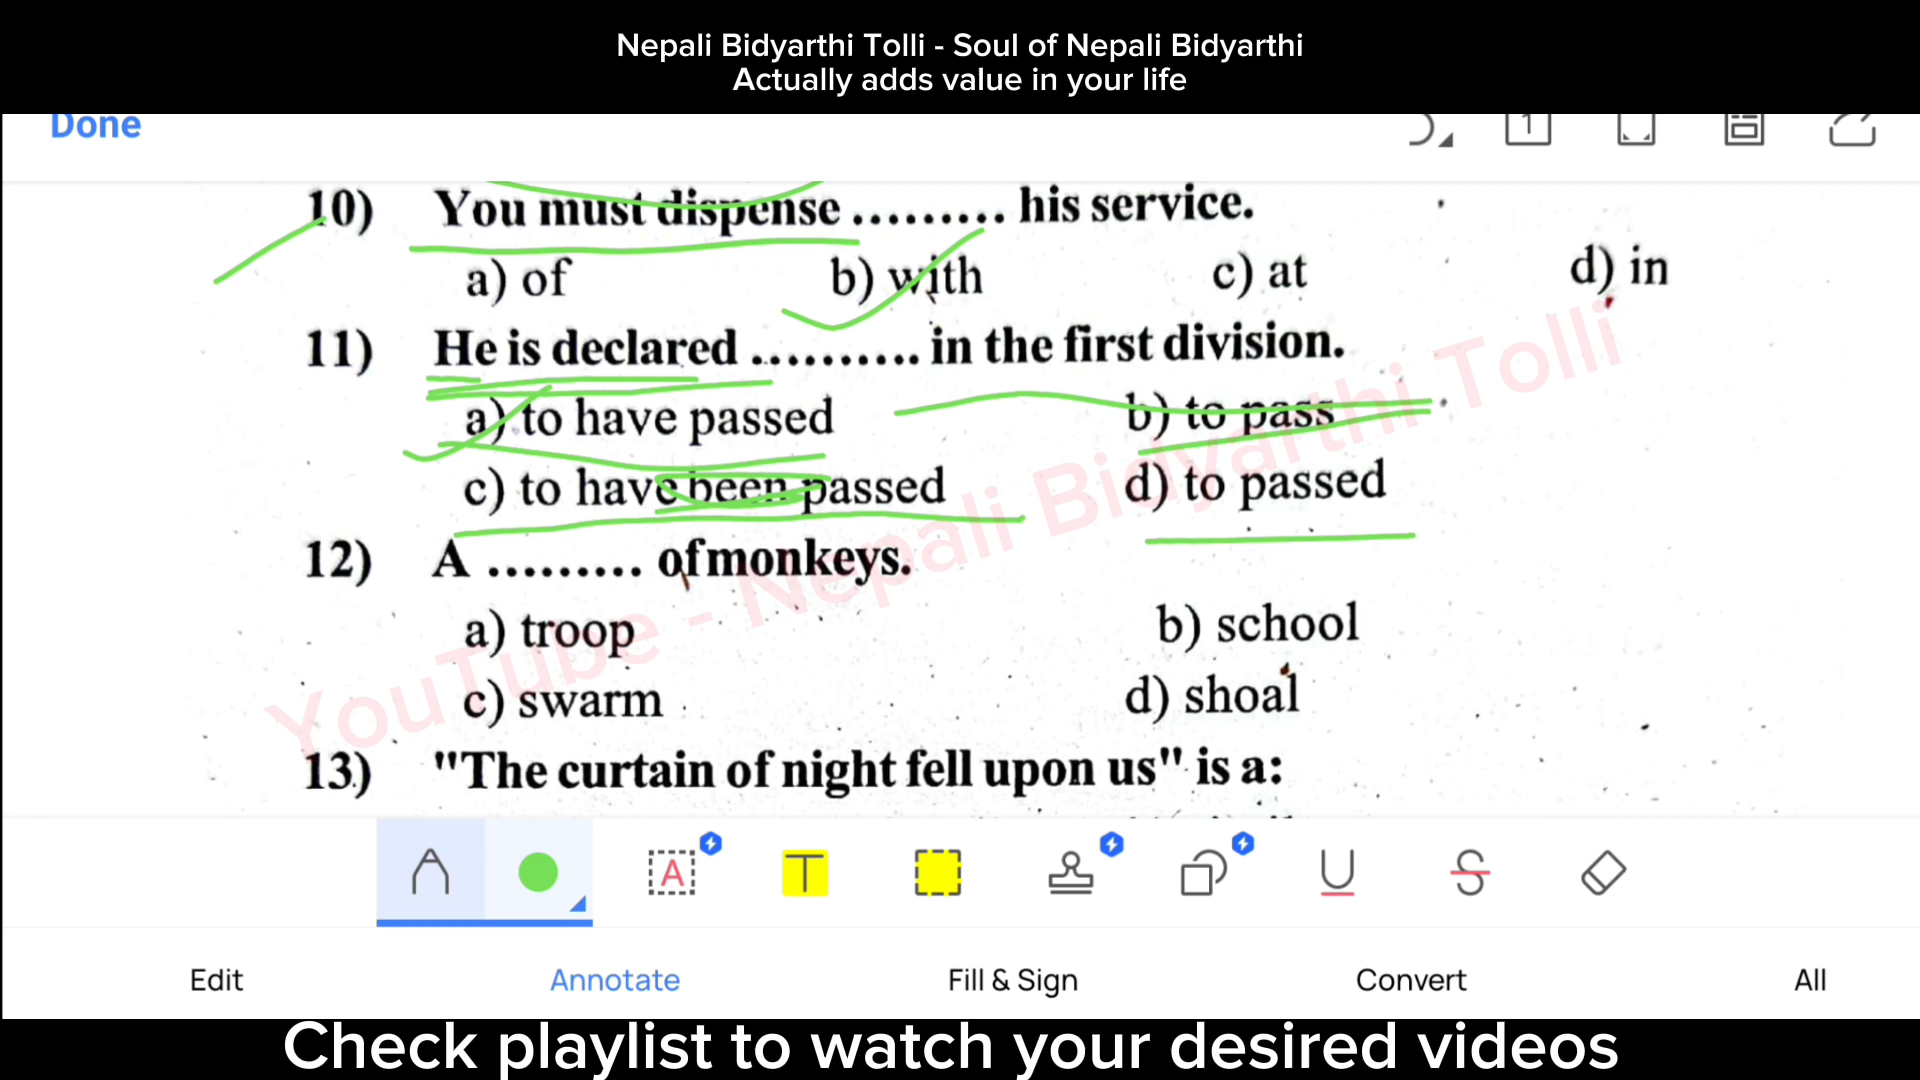 Nepali Bidyarthi Tolli - Soul of Nepali Bidyarthi
Actually adds value in your life
Done
1
10) You must dispense ......... his service.
a) of b) with c) at d) in
11) He is declared .......... in the first division.
a) to have passed b) to pass
c) to have been passed d) to passed
12) A ......... of monkeys.
a) troop b) school
c) swarm d) shoal
13) "The curtain of night fell upon us" is a:
YouTube - Nepali Bidyarthi Tolli
A T U S
Edit Annotate Fill & Sign Convert All
Check playlist to watch your desired videos